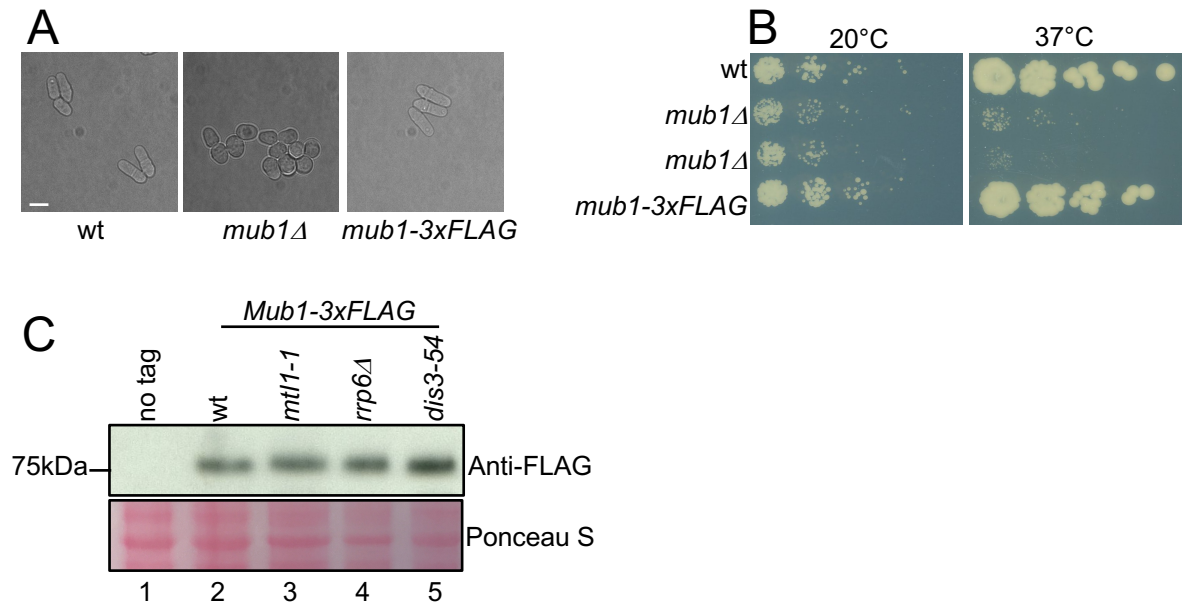 A
wt
mub1Δ
mub1-3xFLAG
B
20°C
37°C
wt
mub1Δ
mub1Δ
mub1-3xFLAG
C
Mub1-3xFLAG
no tag
wt
mtl1-1
rrp6Δ
dis3-54
75kDa
Anti-FLAG
Ponceau S
1 2 3 4 5